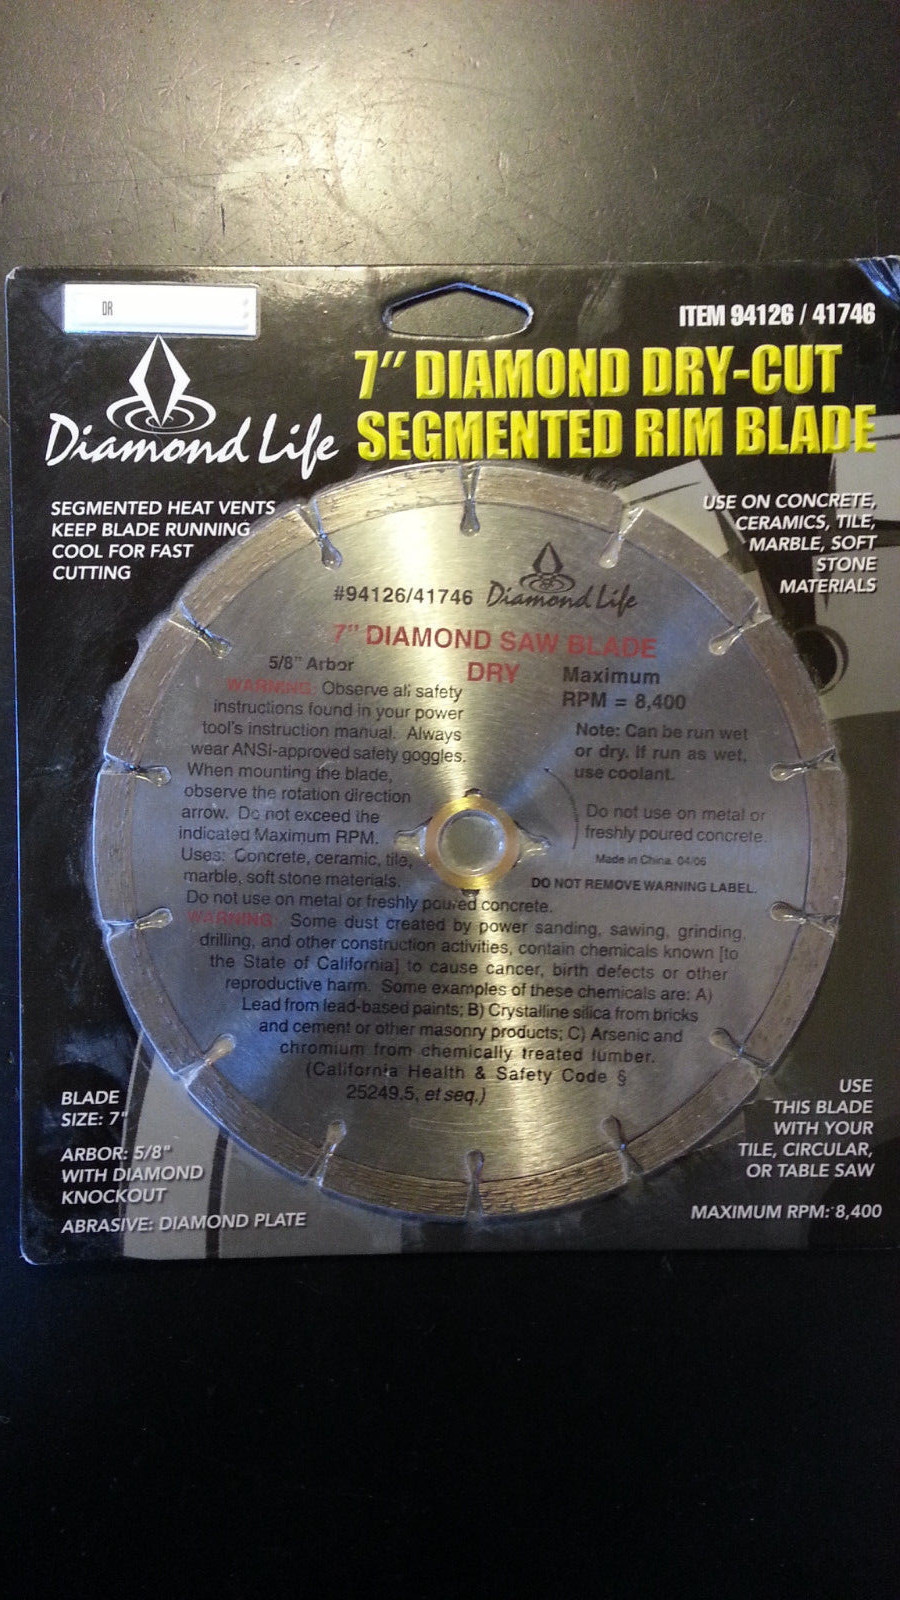 DR
ITEM 94126 / 41746
Diamond Life
7" DIAMOND DRY-CUT
SEGMENTED RIM BLADE
SEGMENTED HEAT VENTS
KEEP BLADE RUNNING
COOL FOR FAST
CUTTING
USE ON CONCRETE,
CERAMICS, TILE,
MARBLE, SOFT
STONE
MATERIALS
#94126/41746
Diamond Life
7" DIAMOND SAW BLADE
DRY
5/8" Arbor
Maximum
RPM = 8,400
WARNING: Observe all safety
instructions found in your power
tool's instruction manual. Always
wear ANSI-approved safety goggles.
When mounting the blade,
observe the rotation direction
arrow. Do not exceed the
indicated Maximum RPM.
Uses: Concrete, ceramic, tile,
marble, soft stone materials.
Do not use on metal or freshly poured concrete.
Note: Can be run wet
or dry. If run as wet,
use coolant.
Do not use on metal or
freshly poured concrete.
Made in China. 04/06
DO NOT REMOVE WARNING LABEL.
WARNING: Some dust created by power sanding, sawing, grinding,
drilling, and other construction activities, contain chemicals known [to
the State of California] to cause cancer, birth defects or other
reproductive harm. Some examples of these chemicals are: A)
Lead from lead-based paints; B) Crystalline silica from bricks
and cement or other masonry products; C) Arsenic and
chromium from chemically treated lumber.
(California Health & Safety Code §
25249.5, et seq.)
BLADE
SIZE: 7"
ARBOR: 5/8"
WITH DIAMOND
KNOCKOUT
ABRASIVE: DIAMOND PLATE
USE
THIS BLADE
WITH YOUR
TILE, CIRCULAR,
OR TABLE SAW
MAXIMUM RPM: 8,400